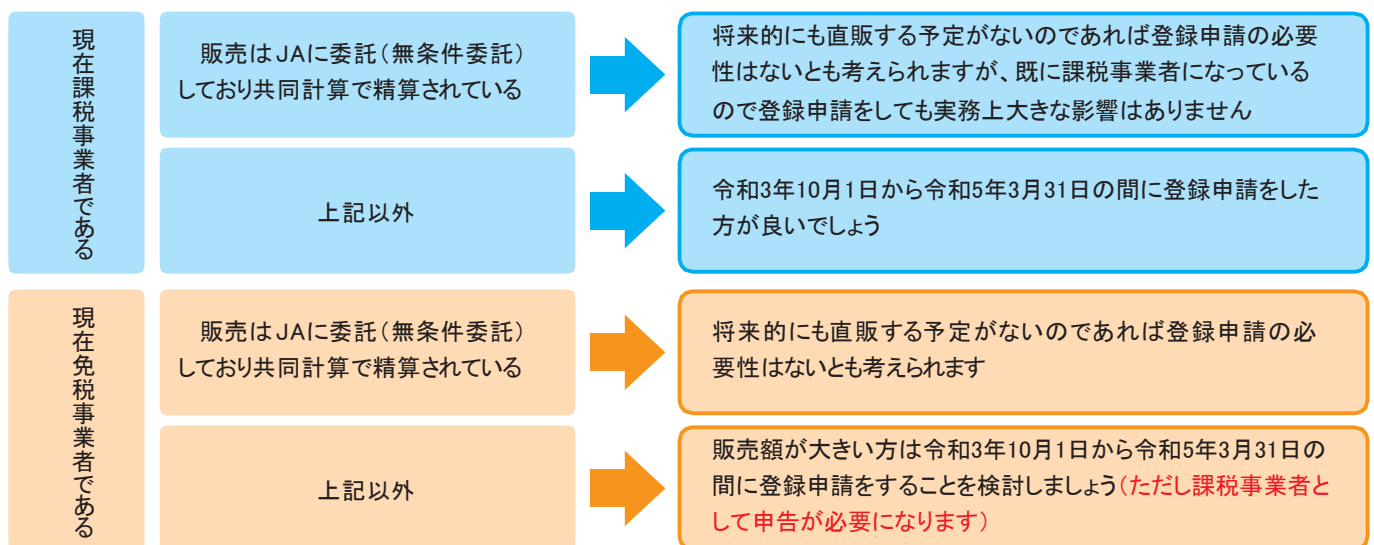 現在課税事業者である
販売はJAに委託(無条件委託)
しており共同計算で精算されている
将来的にも直販する予定がないのであれば登録申請の必要
性はないとも考えられますが、既に課税事業者になっている
ので登録申請をしても実務上大きな影響はありません
上記以外
令和3年10月1日から令和5年3月31日の間に登録申請をした
方が良いでしょう
現在免税事業者である
販売はJAに委託(無条件委託)
しており共同計算で精算されている
将来的にも直販する予定がないのであれば登録申請の必
要性はないとも考えられます
上記以外
販売額が大きい方は令和3年10月1日から令和5年3月31日の
間に登録申請をすることを検討しましょう(ただし課税事業者と
して申告が必要になります)